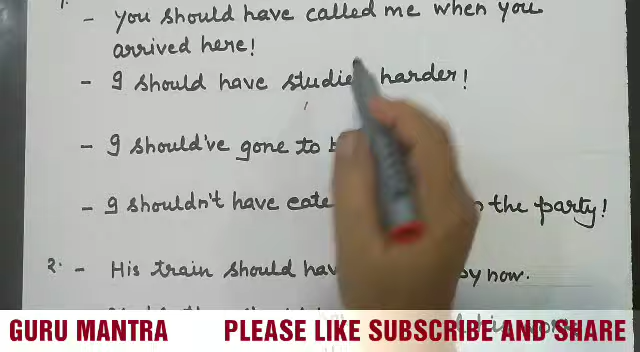 1.
- You should have called me when you
arrived here!
- I should have studie harder!
- I should've gone to
- I shouldn't have eate the party!
2. - His train should hav by now.
GURU MANTRA PLEASE LIKE SUBSCRIBE AND SHARE